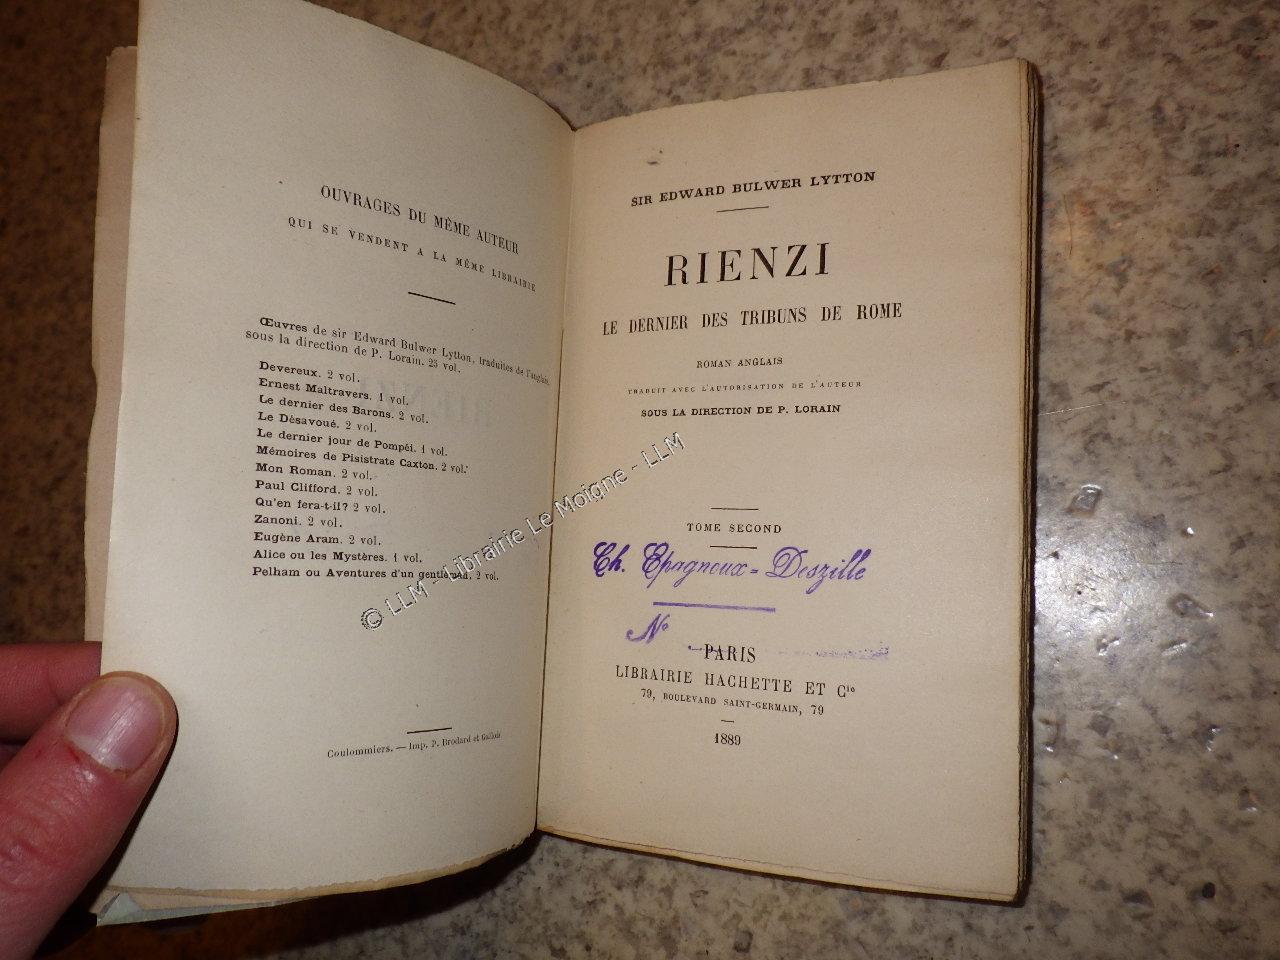 OUVRAGES DU MÊME AUTEUR
QUI SE VENDENT A LA MÊME LIBRAIRIE
Œuvres de sir Edward Bulwer Lytton, traduites de l'anglais,
sous la direction de P. Lorain. 25 vol.
Devereux. 2 vol.
Ernest Maltravers. 1 vol.
Le dernier des Barons. 2 vol.
Le Désavoué. 2 vol.
Le dernier jour de Pompéi. 1 vol.
Mémoires de Pisistrate Caxton. 2 vol.
Mon Roman. 2 vol.
Paul Clifford. 2 vol.
Qu'en fera-t-il? 2 vol.
Zanoni. 2 vol.
Eugène Aram. 2 vol.
Alice ou les Mystères. 1 vol.
Pelham ou Aventures d'un gentleman. 2 vol.
Coulommiers. — Imp. P. Brodard et Gallois
SIR EDWARD BULWER LYTTON
RIENZI
LE DERNIER DES TRIBUNS DE ROME
ROMAN ANGLAIS
TRADUIT AVEC L'AUTORISATION DE L'AUTEUR
SOUS LA DIRECTION DE P. LORAIN
TOME SECOND
Ch. Epagneux-Deszille
N°
PARIS
LIBRAIRIE HACHETTE ET Cie
79, BOULEVARD SAINT-GERMAIN, 79
1889
© LLM - Librairie Le Moigne - LLM